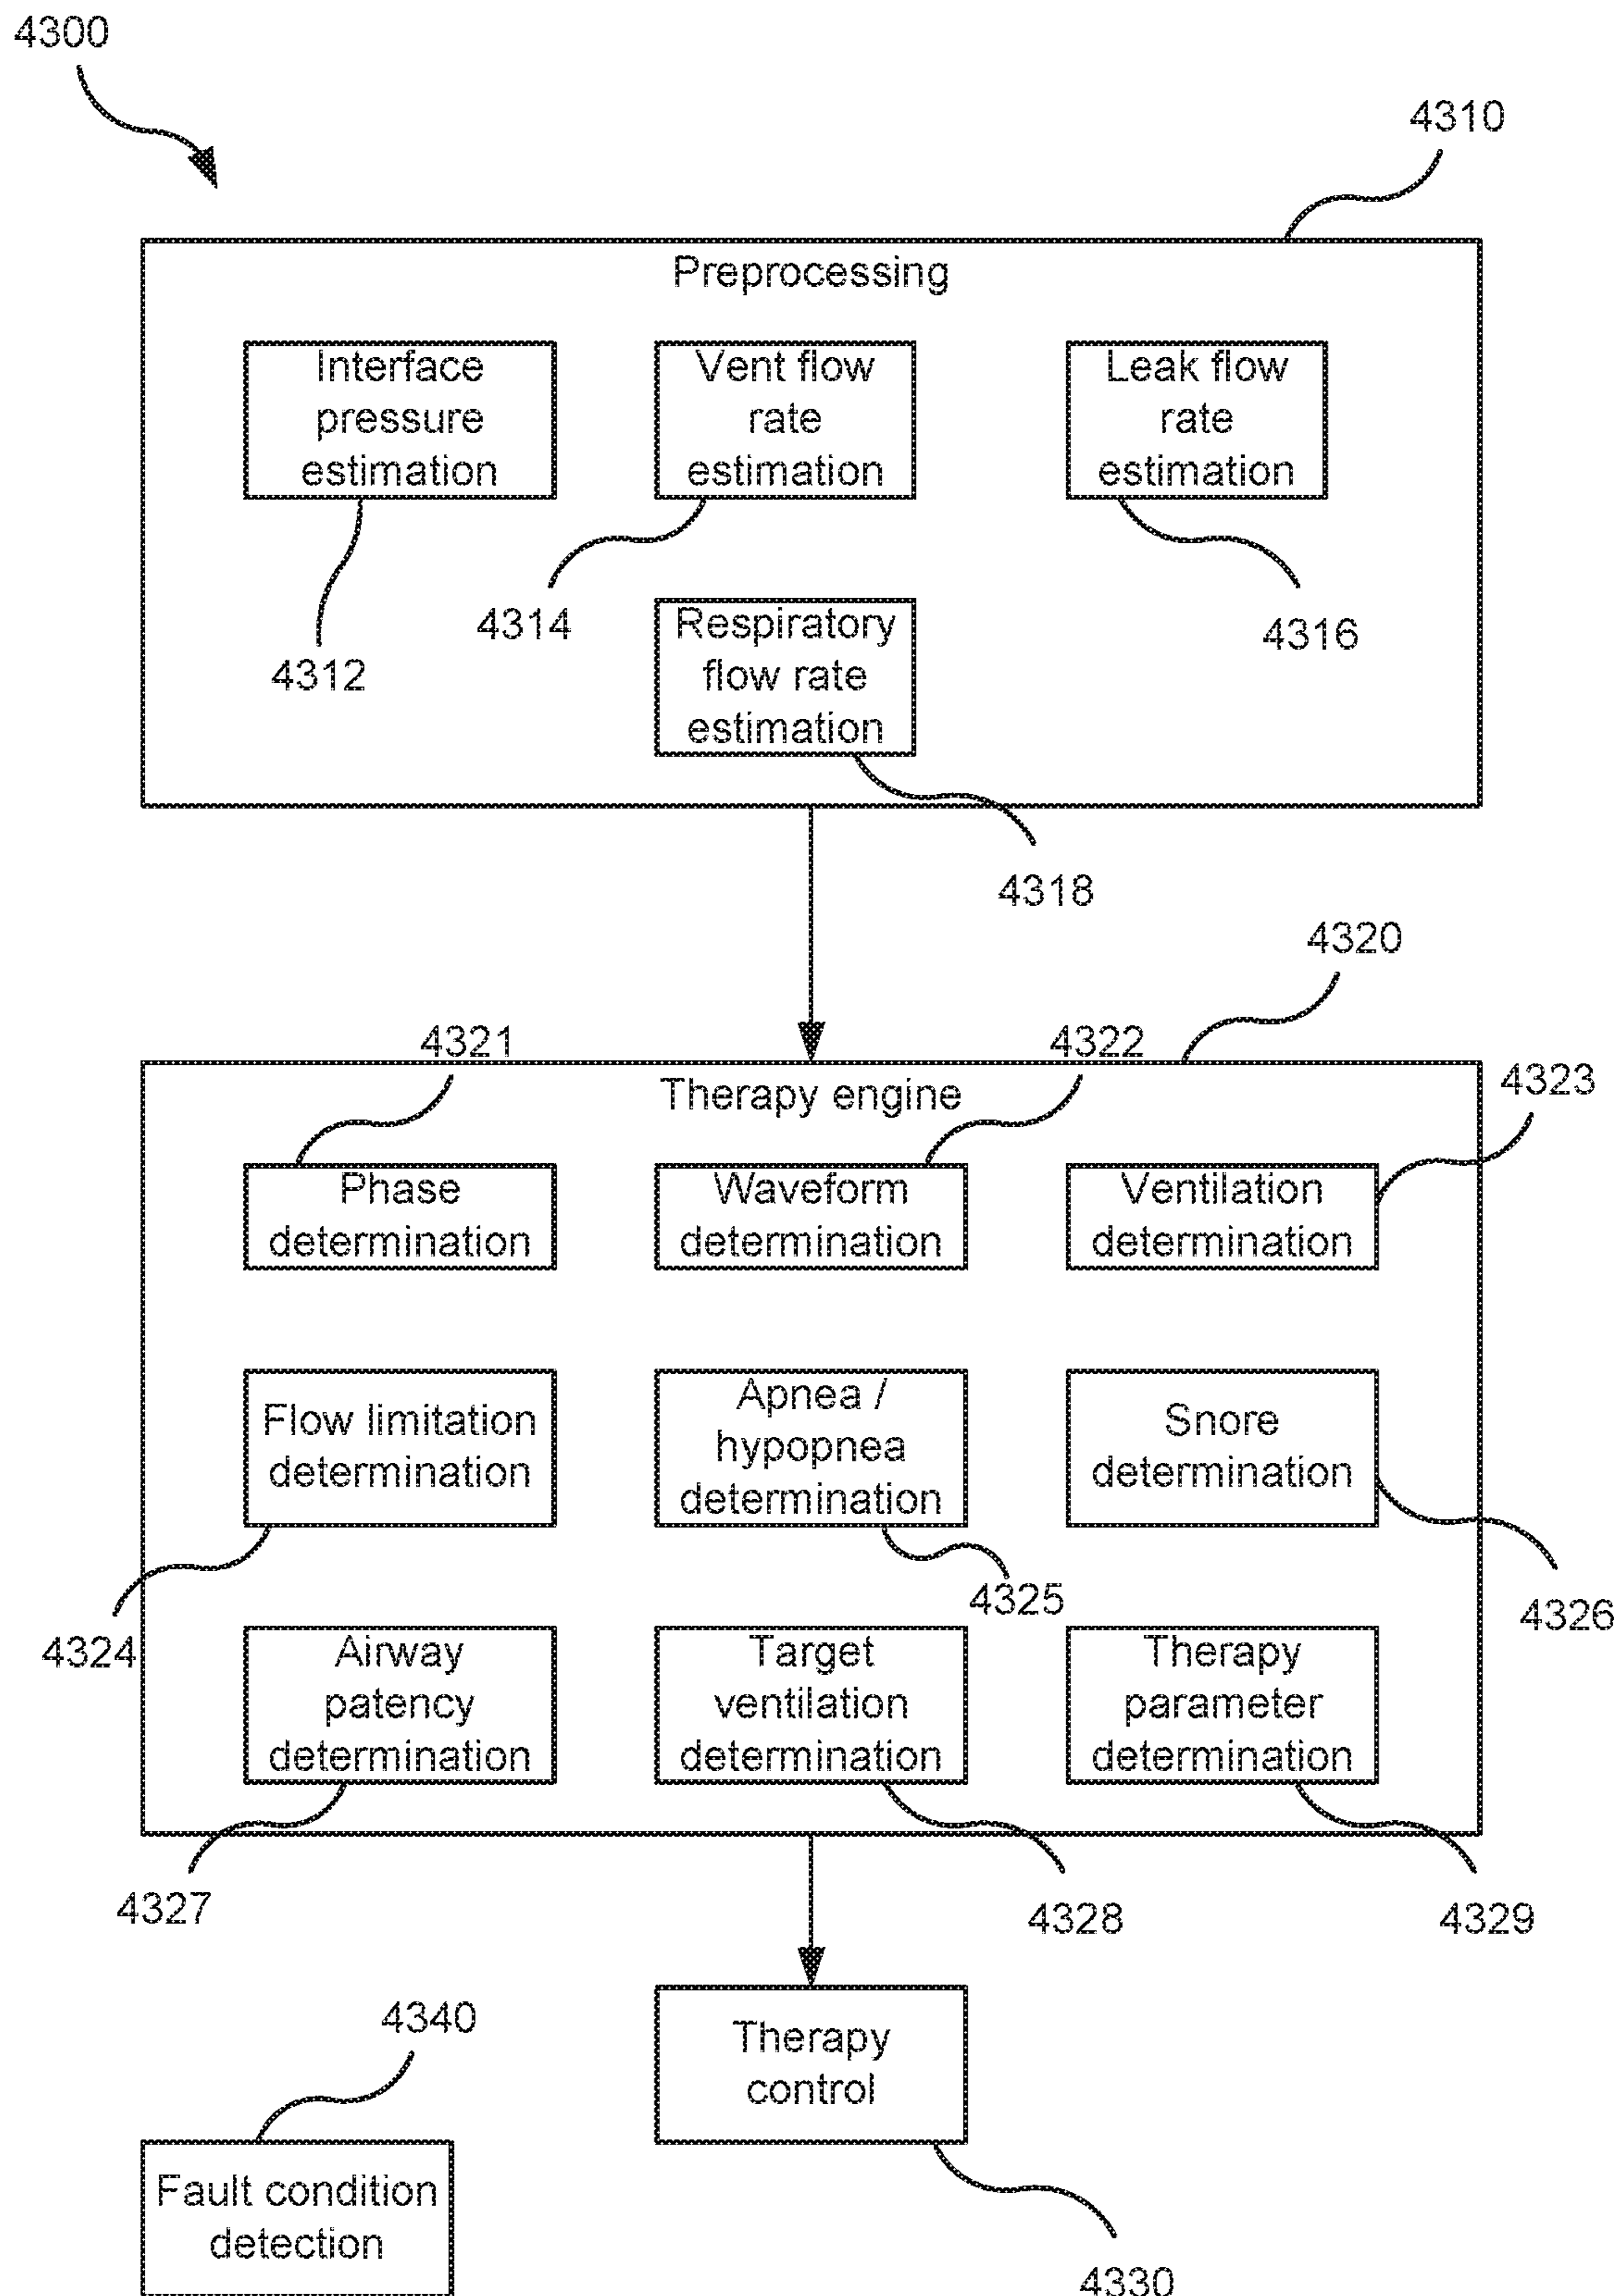 4300
4310
Preprocessing
Interface
pressure
estimation
Vent flow
rate
estimation
Leak flow
rate
estimation
4312
4314
4316
Respiratory
flow rate
estimation
4318
4320
4321
4322
4323
Therapy engine
Phase
determination
Waveform
determination
Ventilation
determination
Flow limitation
determination
Apnea /
hypopnea
determination
Snore
determination
4324
4325
4326
Airway
patency
determination
Target
ventilation
determination
Therapy
parameter
determination
4327
4328
4329
4340
Therapy
control
Fault condition
detection
4330